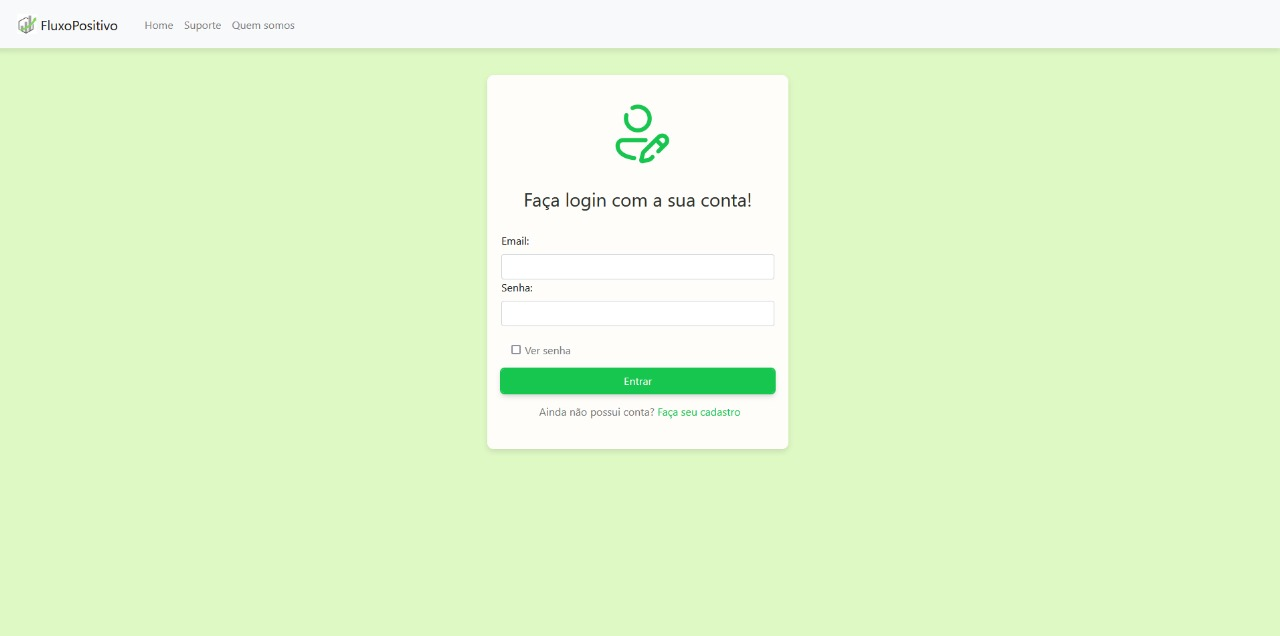 FluxoPositivo Home Suporte Quem somos
Faça login com a sua conta!
Email:
Senha:
Ver senha
Entrar
Ainda não possui conta? Faça seu cadastro